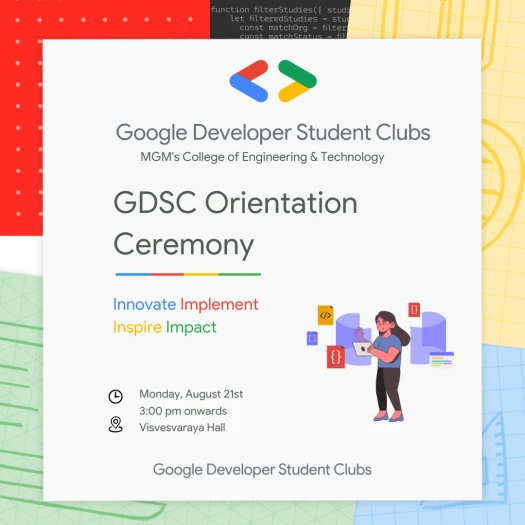 function filterStudies({ studi
let filteredStudies = stud
const matchOrg = filter
const matchStatus = fil
Google Developer Student Clubs
MGM's College of Engineering & Technology
GDSC Orientation
Ceremony
Innovate Implement
Inspire Impact
</>
{}
[]
{ }
Monday, August 21st
3:00 pm onwards
Visvesvaraya Hall
Google Developer Student Clubs